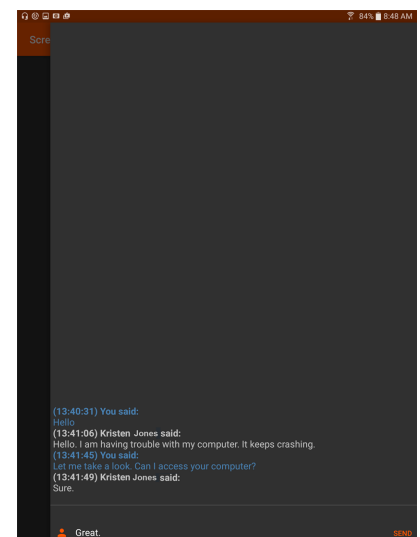 84% 8:48 AM
Scre
(13:40:31) You said:
Hello
(13:41:06) Kristen Jones said:
Hello. I am having trouble with my computer. It keeps crashing.
(13:41:45) You said:
Let me take a look. Can I access your computer?
(13:41:49) Kristen Jones said:
Sure.
Great. SEND